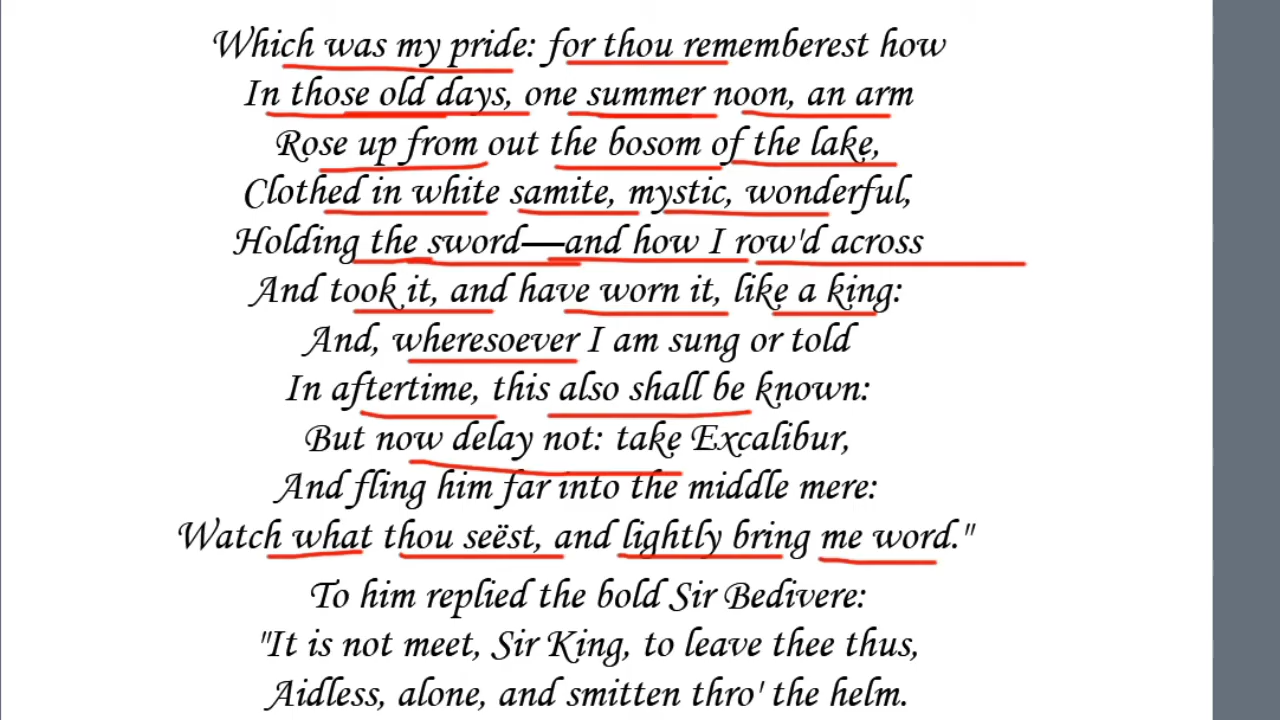 Which was my pride: for thou rememberest how
In those old days, one summer noon, an arm
Rose up from out the bosom of the lake,
Clothed in white samite, mystic, wonderful,
Holding the sword—and how I row'd across
And took it, and have worn it, like a king:
And, wheresoever I am sung or told
In aftertime, this also shall be known:
But now delay not: take Excalibur,
And fling him far into the middle mere:
Watch what thou seëst, and lightly bring me word."
To him replied the bold Sir Bedivere:
"It is not meet, Sir King, to leave thee thus,
Aidless, alone, and smitten thro' the helm.